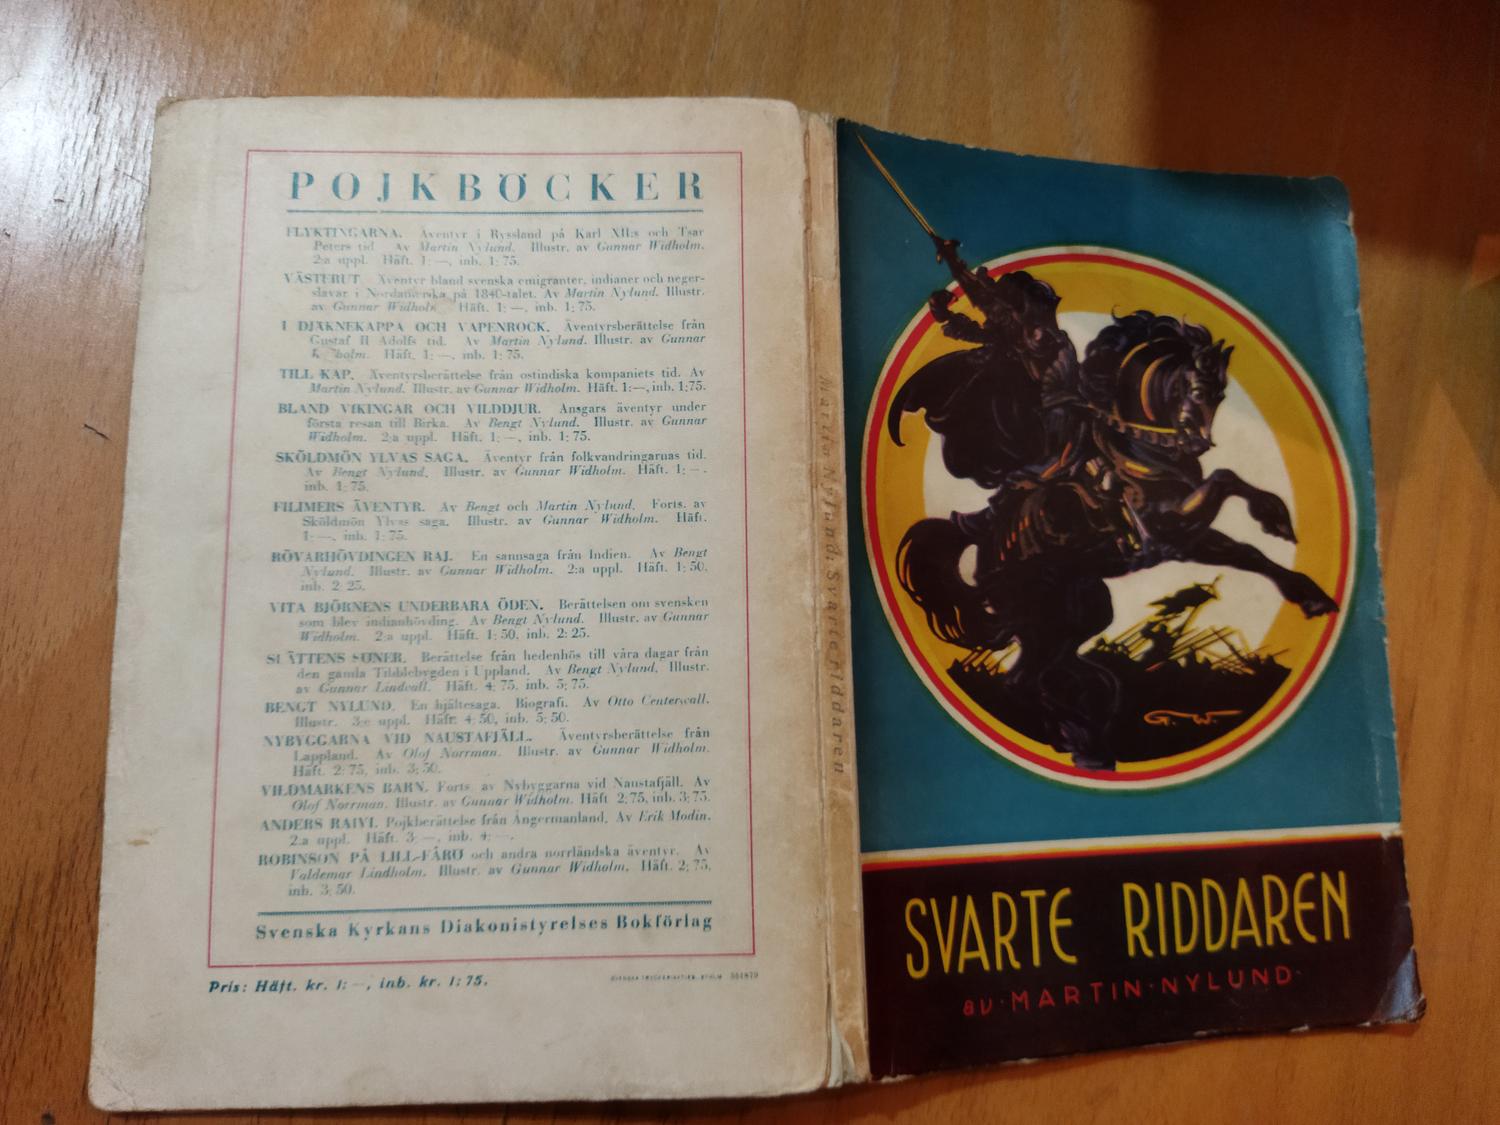 POJKBÖCKER
FLYKTINGARNA. Äventyr i Ryssland på Karl XII:s och Tsar
Peters tid Av Martin Nylund. Illustr. av Gunnar Widholm.
2:a uppl. Häft. 1: —, inb. 1: 75.
VÄSTERUT Äventyr bland svenska emigranter, indianer och neger-
slavar i Nordamerika på 1840-talet. Av Martin Nylund. Illustr.
av Gunnar Widholm Häft. 1: —, inb. 1: 75.
I DJÄKNEKAPPA OCH VAPENROCK. Äventyrsberättelse från
Gustaf II Adolfs tid. Av Martin Nylund. Illustr. av Gunnar
holm. Häft. 1: —, inb. 1: 75.
TILL KAP. Äventyrsberättelse från ostindiska kompaniets tid. Av
Martin Nylund. Illustr. av Gunnar Widholm. Häft. 1: —, inb. 1:75.
BLAND VIKINGAR OCH VILDDJUR. Ansgars äventyr under
första resan till Birka. Av Bengt Nylund. Illustr. av Gunnar
Widholm. 2:a uppl. Häft. 1: —, inb. 1: 75.
SKÖLDMÖN YLVAS SAGA. Äventyr från folkvandringarnas tid.
Av Bengt Nylund. Illustr. av Gunnar Widholm. Häft. 1: —.
inb. 1: 75.
FILIMERS ÄVENTYR. Av Bengt och Martin Nylund. Forts. av
Sköldmön Ylvas saga. Illustr. av Gunnar Widholm. Häft.
1: —, inb. 1: 75.
RÖVARHÖVDINGEN RAJ. En sannsaga från Indien. Av Bengt
Nylund. Illustr. av Gunnar Widholm. 2:a uppl. Häft. 1: 50,
inb. 2: 25.
VITA BJÖRNENS UNDERBARA ÖDEN. Berättelsen om svensken
som blev indianhövding. Av Bengt Nylund. Illustr. av Gunnar
Widholm. 2:a uppl. Häft. 1: 50, inb. 2: 25.
SLÄTTENS SÖNER. Berättelse från hedenhös till våra dagar från
den gamla Tibblebygden i Uppland. Av Bengt Nylund. Illustr.
av Gunnar Lindvall. Häft. 4: 75. inb. 5: 75.
BENGT NYLUND. En hjältesaga. Biografi. Av Otto Centerwall.
Illustr. 3:e uppl. Häft. 4: 50, inb. 5: 50.
NYBYGGARNA VID NAUSTAFJÄLL. Äventyrsberättelse från
Lappland. Av Olof Norrman. Illustr. av Gunnar Widholm.
Häft. 2: 75, inb. 3: 50.
VILDMARKENS BARN. Forts. av Nybyggarna vid Naustafjäll. Av
Olof Norrman. Illustr. av Gunnar Widholm. Häft 2: 75, inb. 3: 75.
ANDERS RAIVI. Pojkberättelse från Ångermanland. Av Erik Modin.
2:a uppl. Häft. 3: —, inb. 4: —.
ROBINSON PÅ LILL-FÅRÖ och andra norrländska äventyr. Av
Valdemar Lindholm. Illustr. av Gunnar Widholm. Häft. 2: 75,
inb. 3: 50.
Svenska Kyrkans Diakonistyrelses Bokförlag
Pris: Häft. kr. 1: —, inb. kr. 1: 75.
Martin Nylund: Svarte riddaren
G. W.
SVARTE RIDDAREN
av · MARTIN · NYLUND ·